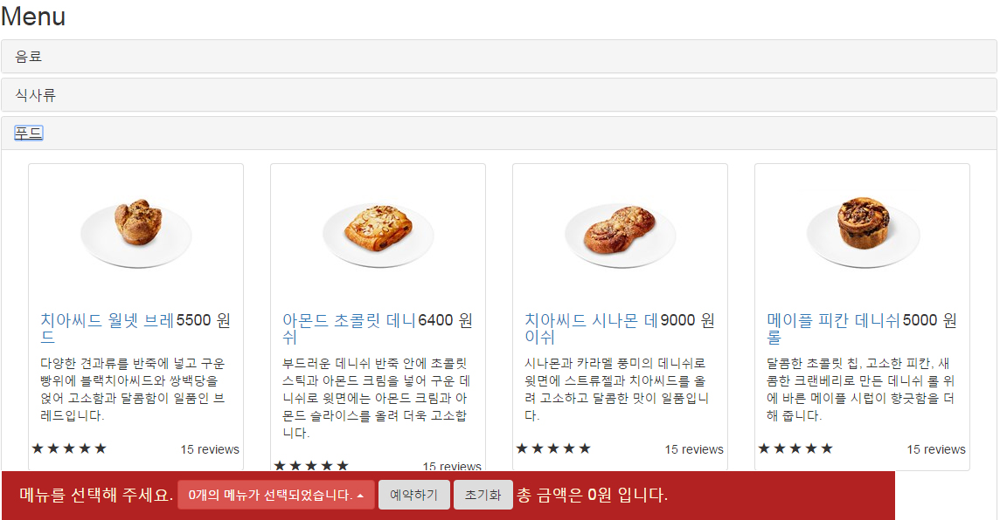 Menu
음료
식사류
푸드
치아씨드 월넛 브레드 5500 원
다양한 견과류를 반죽에 넣고 구운
빵위에 블랙치아씨드와 쌍백당을
얹어 고소함과 달콤함이 일품인 브
레드입니다.
★★★★★ 15 reviews
아몬드 초콜릿 데니쉬 6400 원
부드러운 데니쉬 반죽 안에 초콜릿
스틱과 아몬드 크림을 넣어 구운 데
니쉬로 윗면에는 아몬드 크림과 아
몬드 슬라이스를 올려 더욱 고소합
니다.
★★★★★ 15 reviews
치아씨드 시나몬 데이쉬 9000 원
시나몬과 카라멜 풍미의 데니쉬로
윗면에 스트류젤과 치아씨드를 올
려 고소하고 달콤한 맛이 일품입니
다.
★★★★★ 15 reviews
메이플 피칸 데니쉬롤 5000 원
달콤한 초콜릿 칩, 고소한 피칸, 새
콤한 크랜베리로 만든 데니쉬 롤 위
에 바른 메이플 시럽이 향긋함을 더
해 줍니다.
★★★★★ 15 reviews
메뉴를 선택해 주세요. 0개의 메뉴가 선택되었습니다. 예약하기 초기화 총 금액은 0원 입니다.